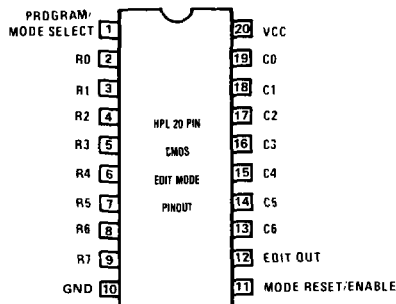 PROGRAM/
MODE SELECT 1
R0 2
R1 3
R2 4
R3 5
R4 6
R5 7
R6 8
R7 9
GND 10
HPL 20 PIN
CMOS
EDIT MODE
PINOUT
20 VCC
19 C0
18 C1
17 C2
16 C3
15 C4
14 C5
13 C6
12 EDIT OUT
11 MODE RESET/ENABLE